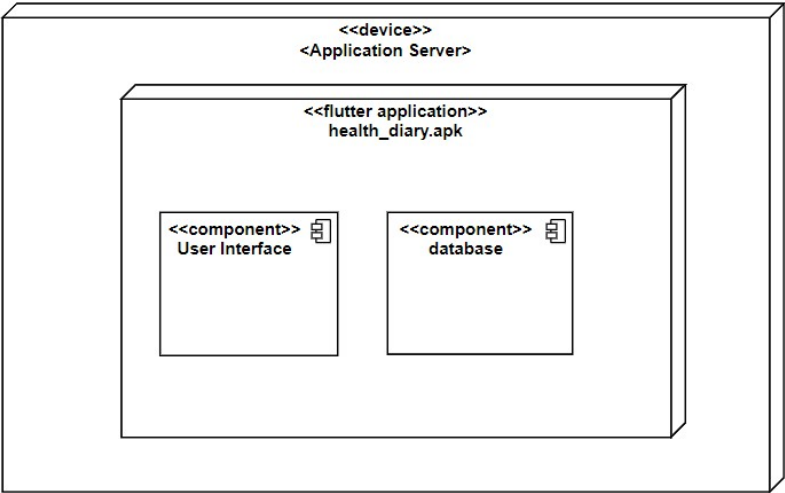 <<device>>
<Application Server>
<<flutter application>>
health_diary.apk
<<component>>
User Interface
<<component>>
database